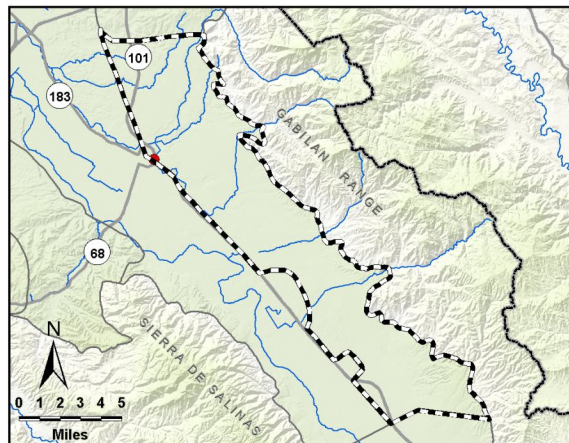 101
183
GABILAN RANGE
68
SIERRA DE SALINAS
N
0 1 2 3 4 5
Miles